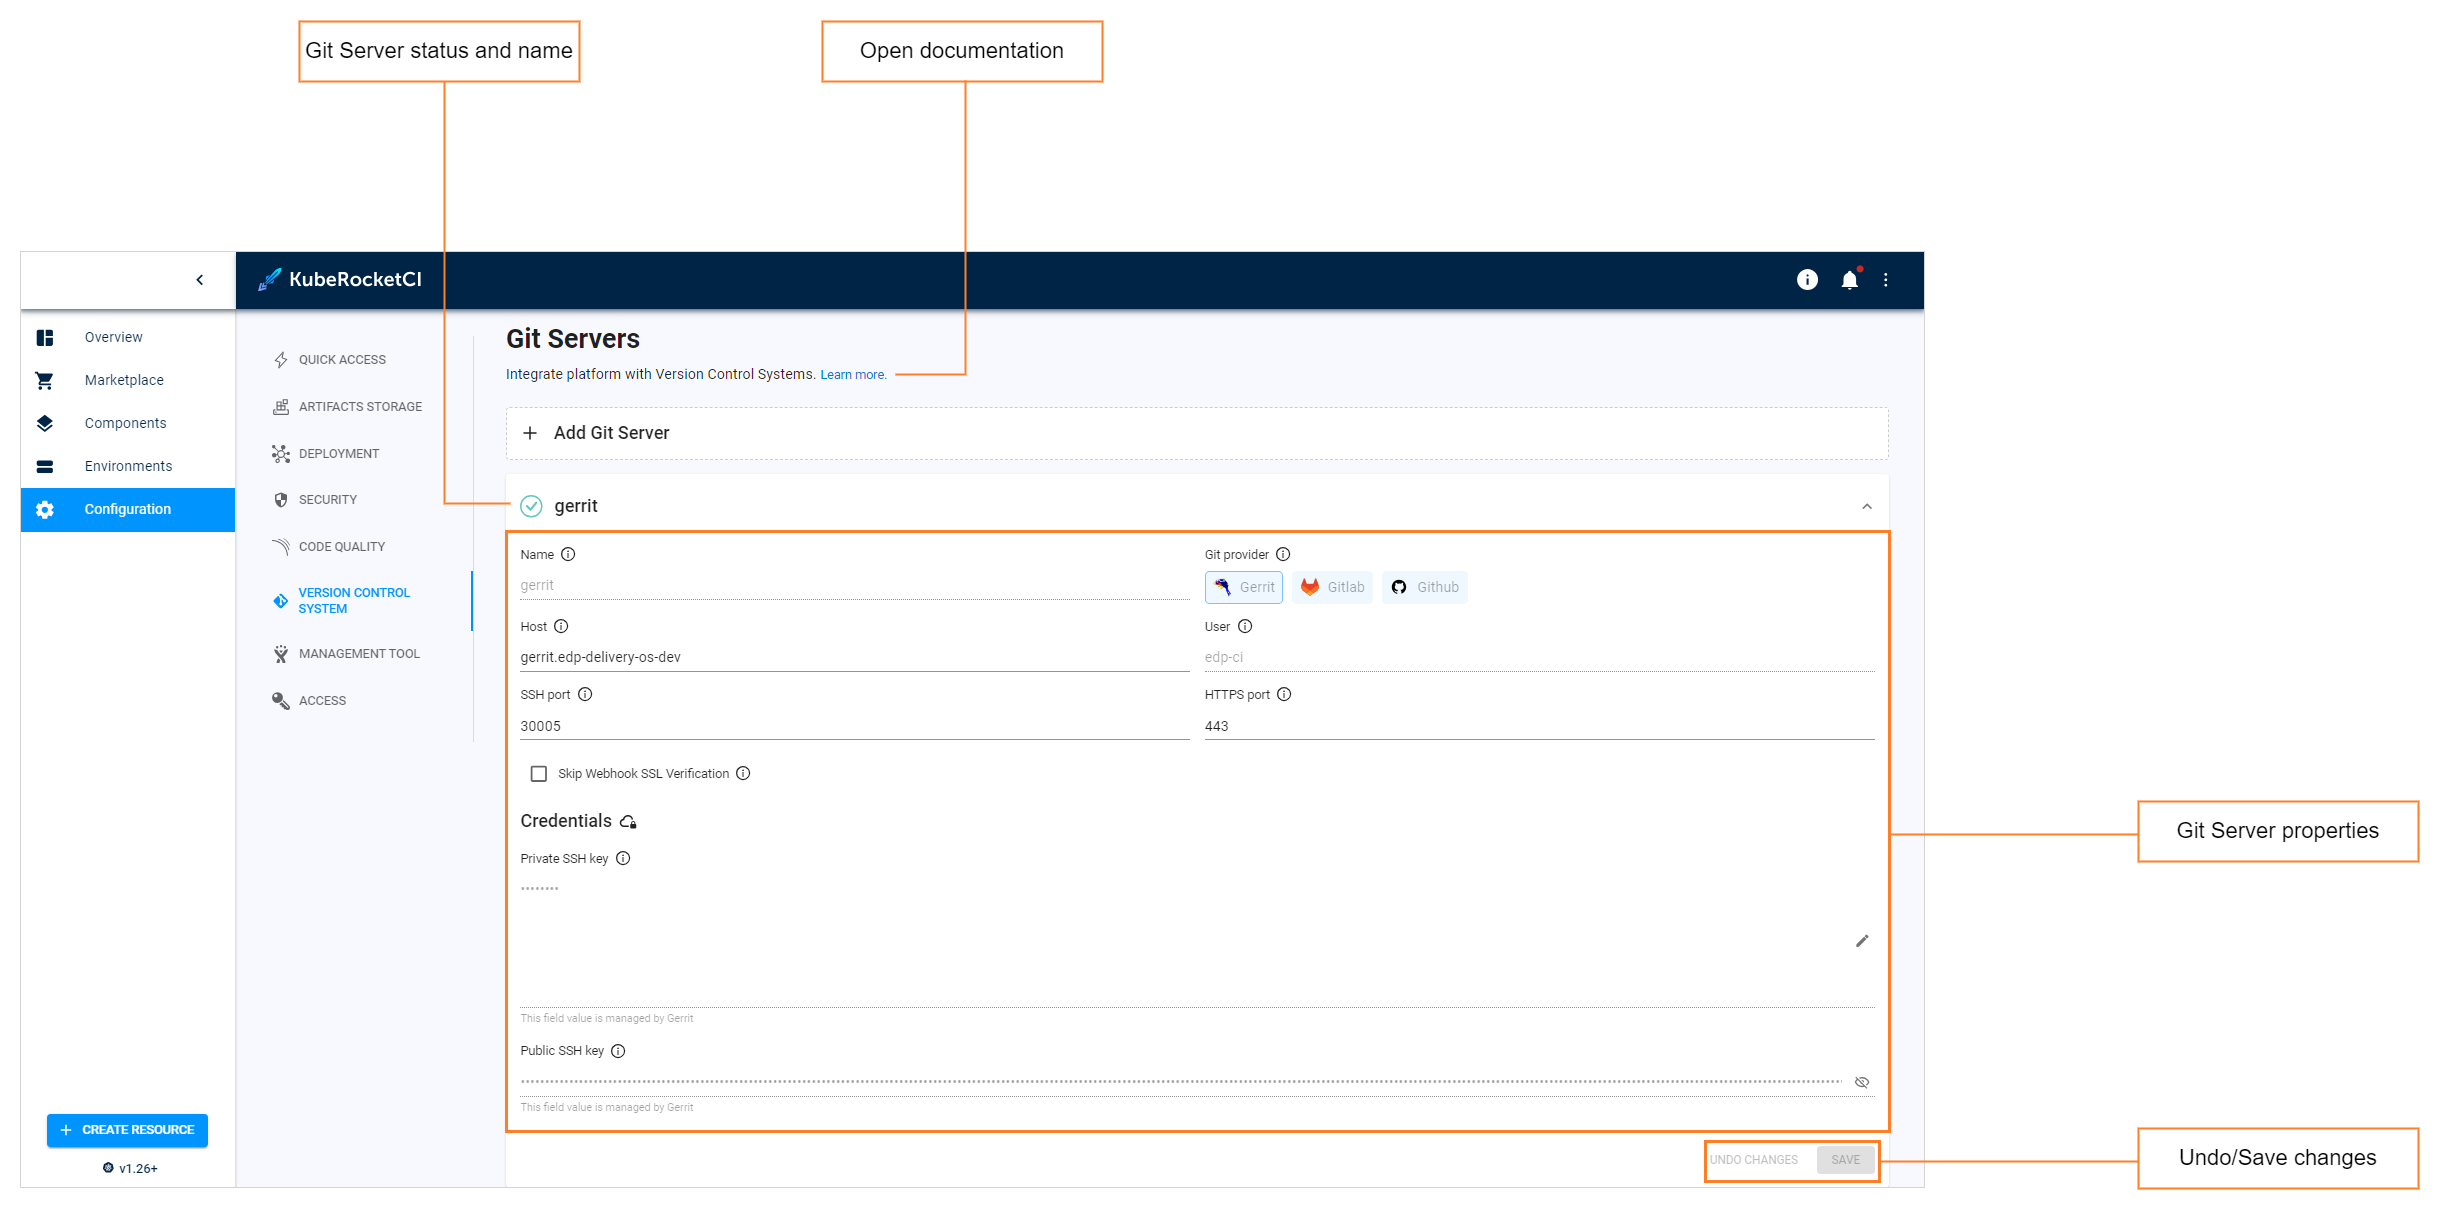 Git Server status and name
Open documentation
KubeRocketCI
Overview
Marketplace
Components
Environments
Configuration
CREATE RESOURCE
v1.26+
QUICK ACCESS
ARTIFACTS STORAGE
DEPLOYMENT
SECURITY
CODE QUALITY
VERSION CONTROL
SYSTEM
MANAGEMENT TOOL
ACCESS
Git Servers
Integrate platform with Version Control Systems. Learn more.
Add Git Server
gerrit
Name
gerrit
Git provider
Gerrit Gitlab Github
Host
gerrit.edp-delivery-os-dev
User
edp-ci
SSH port
30005
HTTPS port
443
Skip Webhook SSL Verification
Credentials
Private SSH key
This field value is managed by Gerrit
Public SSH key
This field value is managed by Gerrit
UNDO CHANGES SAVE
Git Server properties
Undo/Save changes